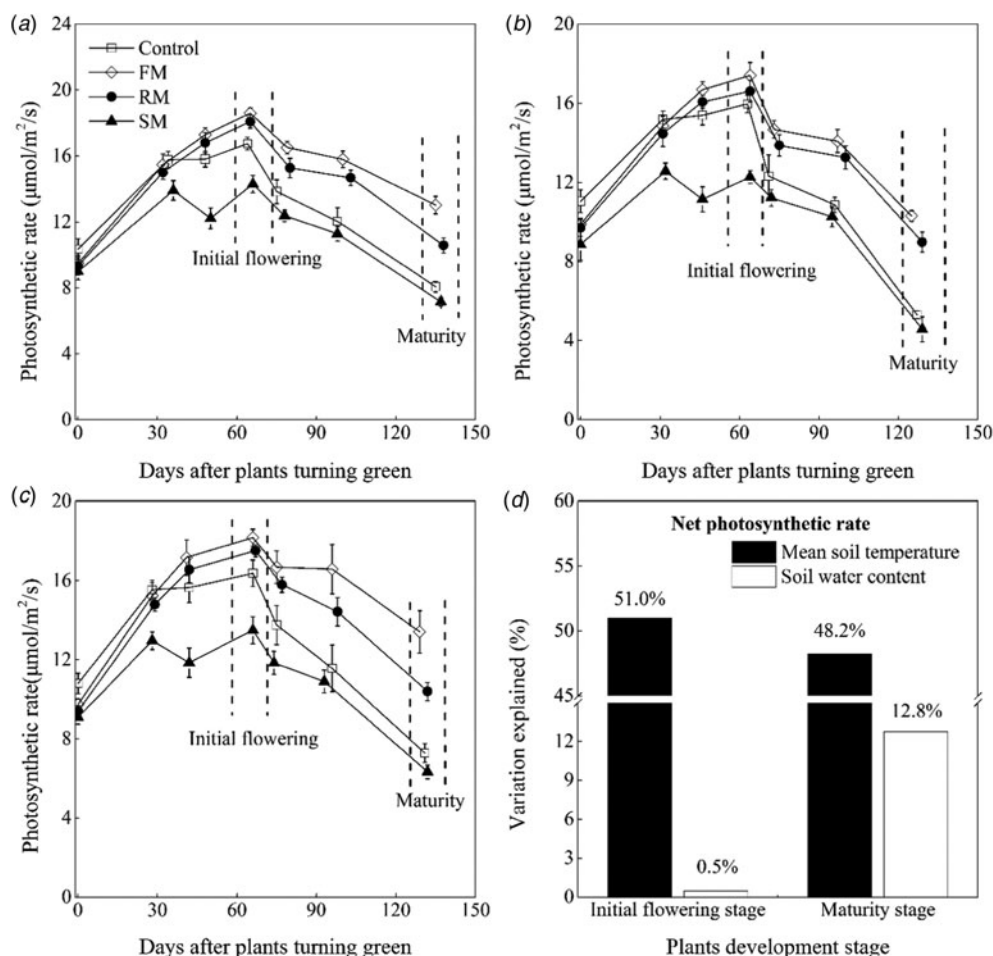 (a)
24
20
16
12
8
4
0
Photosynthetic rate (μmol/m²/s)
Control
FM
RM
SM
Initial flowering
Maturity
0 30 60 90 120 150
Days after plants turning green
(b)
20
16
12
8
4
0
Photosynthetic rate (μmol/m²/s)
Initial flowering
Maturity
0 30 60 90 120 150
Days after plants turning green
(c)
20
16
12
8
4
0
Photosynthetic rate(μmol/m²/s)
Initial flowering
Maturity
0 30 60 90 120 150
Days after plants turning green
(d)
60
55
50
45
12
9
6
3
0
Variation explained (%)
Net photosynthetic rate
Mean soil temperature
Soil water content
51.0%
48.2%
12.8%
0.5%
Initial flowering stage Maturity stage
Plants development stage